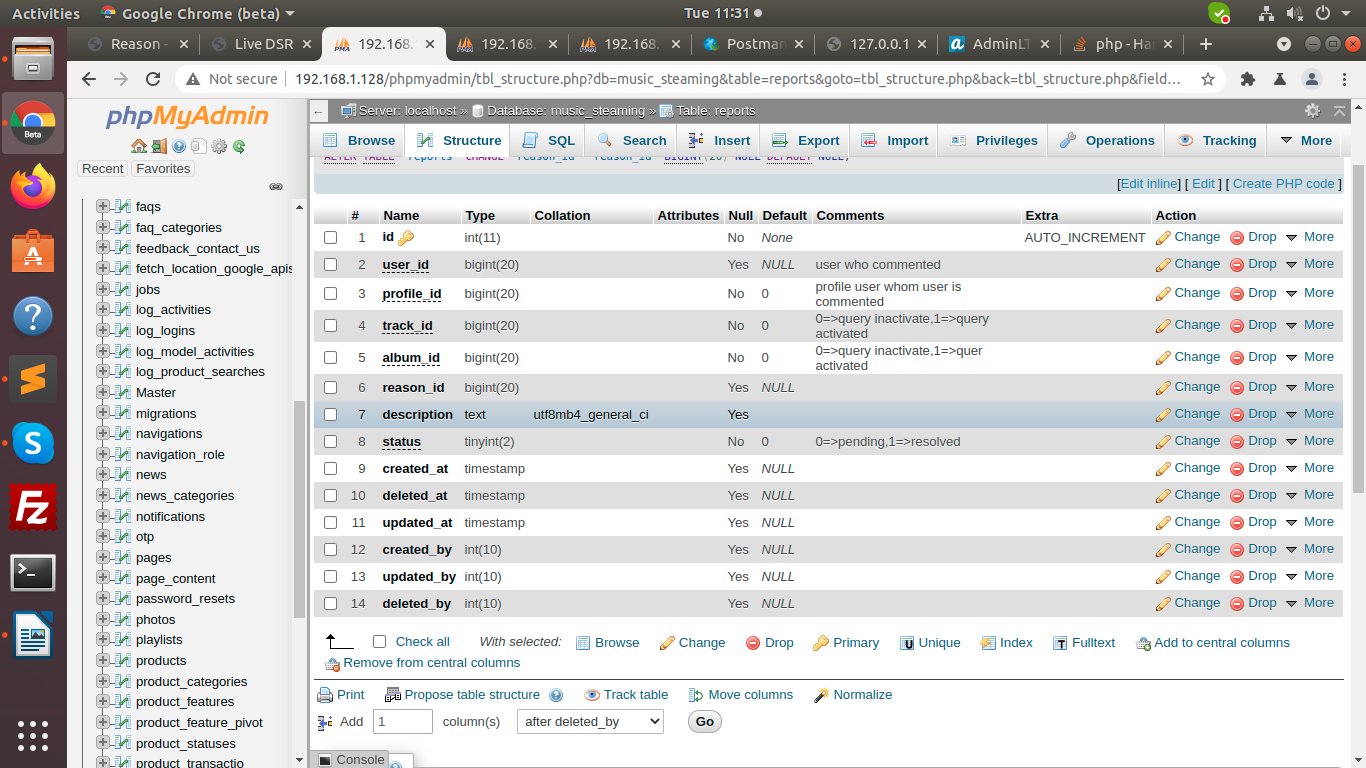 Activities Google Chrome (beta) Tue 11:31
Reason - Live DSR 192.168. 192.168. 192.168. Postman 127.0.0.1 AdminLT php - Ha
Not secure 192.168.1.128/phpmyadmin/tbl_structure.php?db=music_steaming&table=reports&goto=tbl_structure.php&back=tbl_structure.php&field...
phpMyAdmin
Recent Favorites
faqs
faq_categories
feedback_contact_us
fetch_location_google_apis
jobs
log_activities
log_logins
log_model_activities
log_product_searches
Master
migrations
navigations
navigation_role
news
news_categories
notifications
otp
pages
page_content
password_resets
photos
playlists
products
product_categories
product_features
product_feature_pivot
product_statuses
product_transactio
Server: localhost » Database: music_steaming » Table: reports
Browse Structure SQL Search Insert Export Import Privileges Operations Tracking More
ALTER TABLE `reports` CHANGE `reason_id` `reason_id` BIGINT(20) NULL DEFAULT NULL;
[Edit inline] [ Edit ] [ Create PHP code ]
# Name Type Collation Attributes Null Default Comments Extra Action
1 id int(11) No None AUTO_INCREMENT Change Drop More
2 user_id bigint(20) Yes NULL user who commented Change Drop More
3 profile_id bigint(20) No 0 profile user whom user is commented Change Drop More
4 track_id bigint(20) No 0 0=>query inactivate,1=>query activated Change Drop More
5 album_id bigint(20) No 0 0=>query inactivate,1=>quer activated Change Drop More
6 reason_id bigint(20) Yes NULL Change Drop More
7 description text utf8mb4_general_ci Yes Change Drop More
8 status tinyint(2) No 0 0=>pending,1=>resolved Change Drop More
9 created_at timestamp Yes NULL Change Drop More
10 deleted_at timestamp Yes NULL Change Drop More
11 updated_at timestamp Yes NULL Change Drop More
12 created_by int(10) Yes NULL Change Drop More
13 updated_by int(10) Yes NULL Change Drop More
14 deleted_by int(10) Yes NULL Change Drop More
Check all With selected: Browse Change Drop Primary Unique Index Fulltext Add to central columns
Remove from central columns
Print Propose table structure Track table Move columns Normalize
Add 1 column(s) after deleted_by Go
Console
Beta